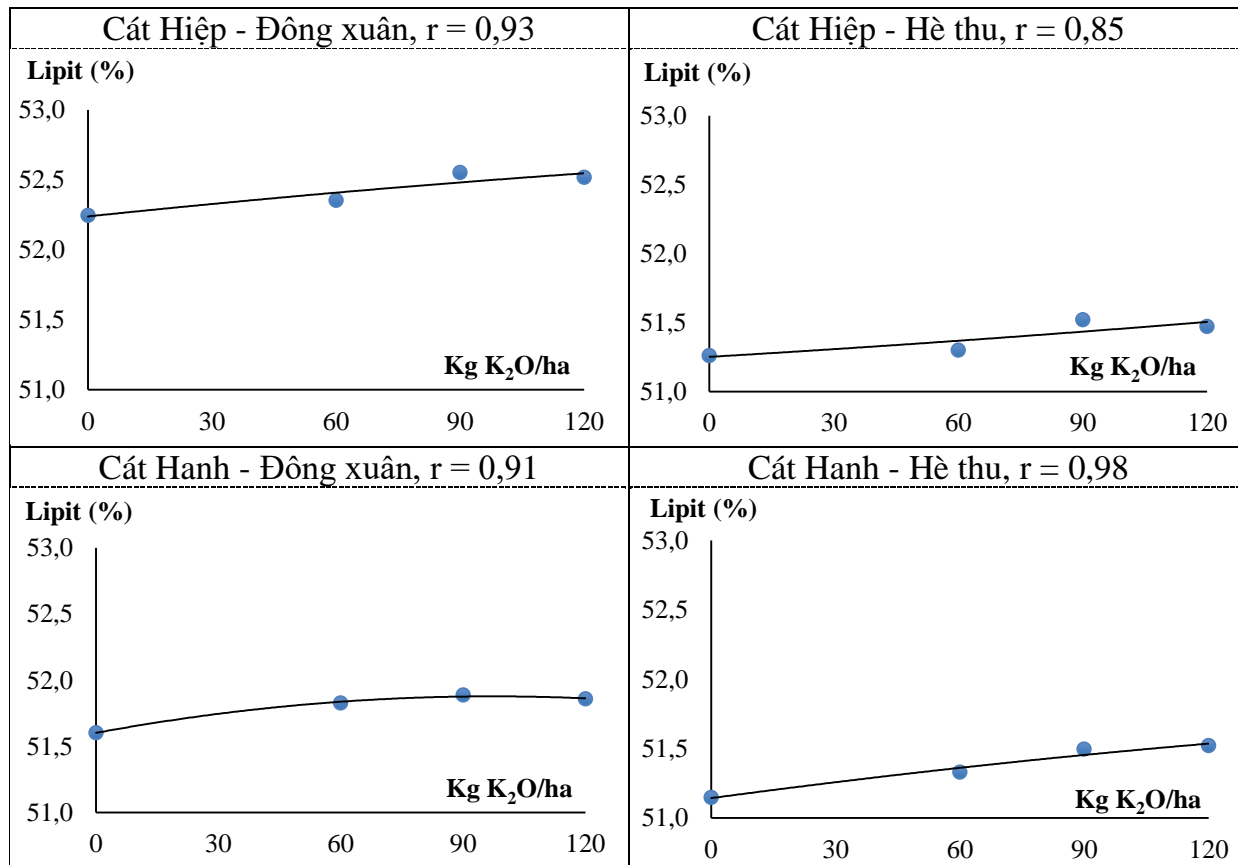 Cát Hiệp - Đông xuân, r = 0,93
Lipit (%)
53,0
52,5
52,0
51,5
51,0
Kg K₂O/ha
0 30 60 90 120
Cát Hiệp - Hè thu, r = 0,85
Lipit (%)
53,0
52,5
52,0
51,5
51,0
Kg K₂O/ha
0 30 60 90 120
Cát Hanh - Đông xuân, r = 0,91
Lipit (%)
53,0
52,5
52,0
51,5
51,0
Kg K₂O/ha
0 30 60 90 120
Cát Hanh - Hè thu, r = 0,98
Lipit (%)
53,0
52,5
52,0
51,5
51,0
Kg K₂O/ha
0 30 60 90 120